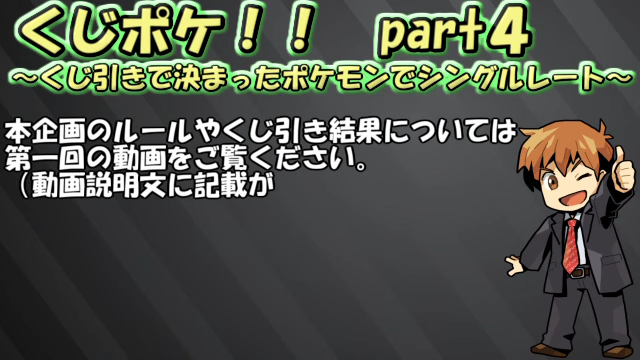 くじポケ！！　part４
～くじ引きで決まったポケモンでシングルレート～
本企画のルールやくじ引き結果については
第一回の動画をご覧ください。
（動画説明文に記載が